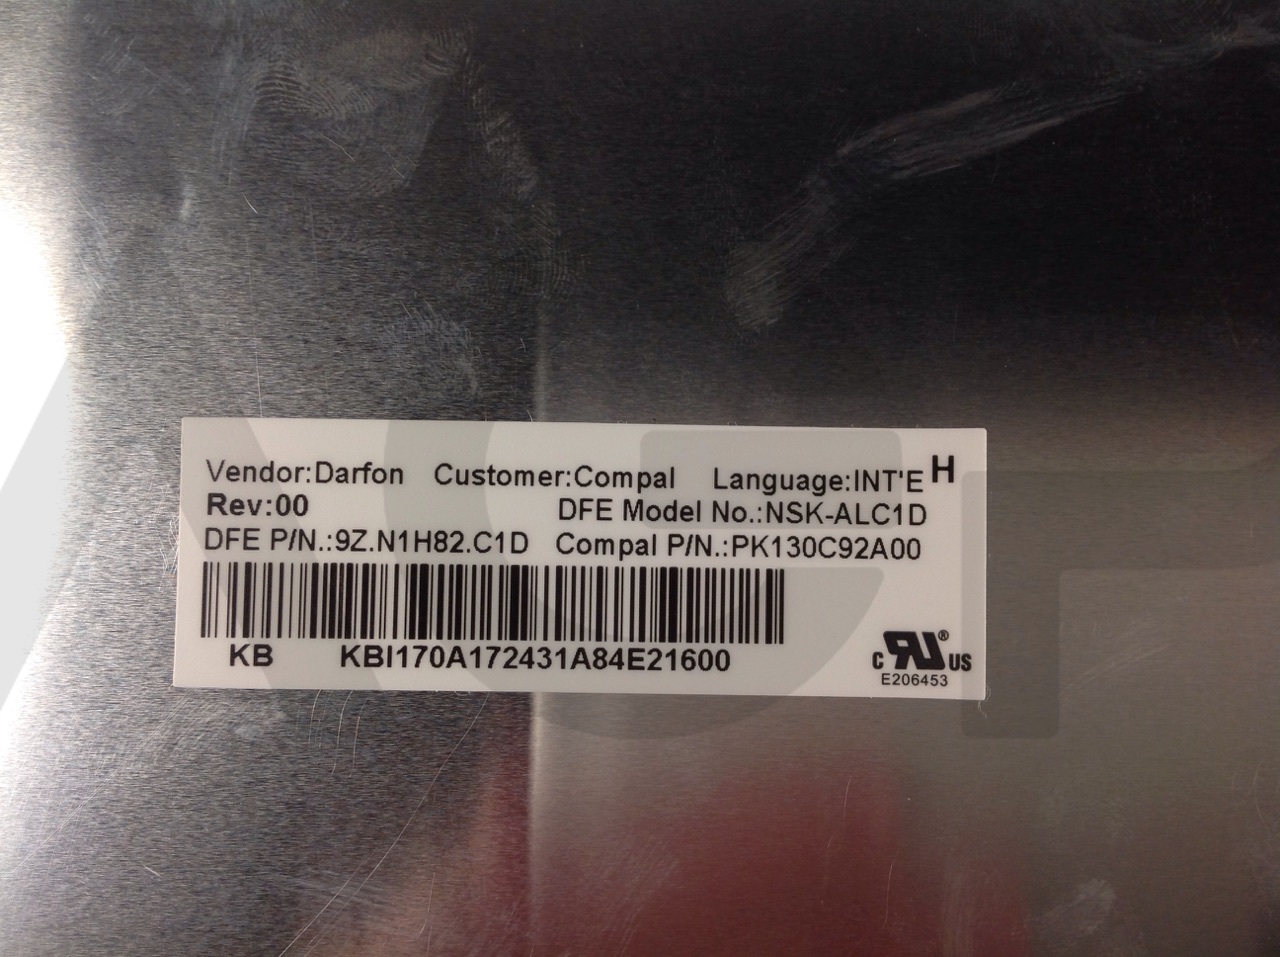 Vendor:Darfon Customer:Compal Language:INT'E H
Rev:00 DFE Model No.:NSK-ALC1D
DFE P/N.:9Z.N1H82.C1D Compal P/N.:PK130C92A00
KB KBI170A172431A84E21600
c RU ® US
E206453